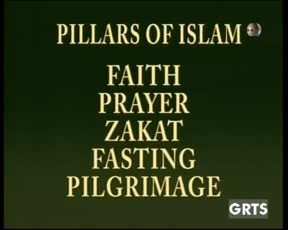 PILLARS OF ISLAM
FAITH
PRAYER
ZAKAT
FASTING
PILGRIMAGE
GRTS